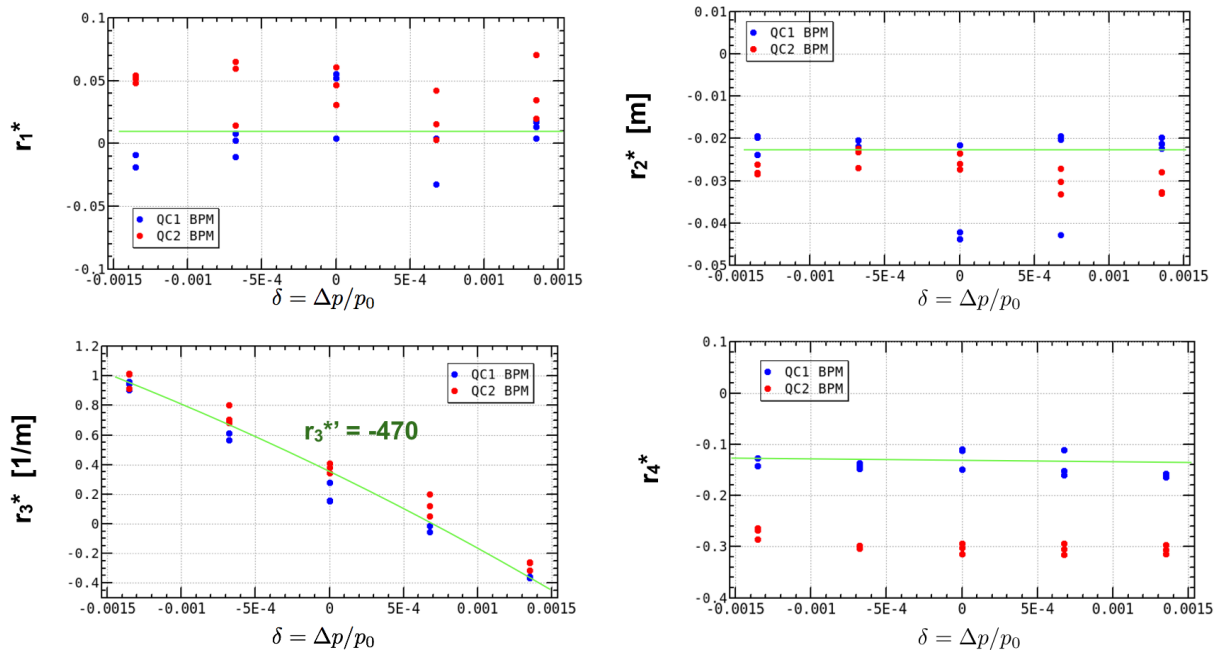 0.1
0.05
0
-0.05
-0.1
r₁*
QC1 BPM
QC2 BPM
-0.0015 -0.001 -5E-4 0 5E-4 0.001 0.0015
δ = Δp/p₀
0.01
0
-0.01
-0.02
-0.03
-0.04
-0.05
r₂* [m]
QC1 BPM
QC2 BPM
-0.0015 -0.001 -5E-4 0 5E-4 0.001 0.0015
δ = Δp/p₀
1.2
1
0.8
0.6
0.4
0.2
0
-0.2
-0.4
r₃* [1/m]
QC1 BPM
QC2 BPM
r₃*' = -470
-0.0015 -0.001 -5E-4 0 5E-4 0.001 0.0015
δ = Δp/p₀
0.1
0
-0.1
-0.2
-0.3
-0.4
r₄*
QC1 BPM
QC2 BPM
-0.0015 -0.001 -5E-4 0 5E-4 0.001 0.0015
δ = Δp/p₀